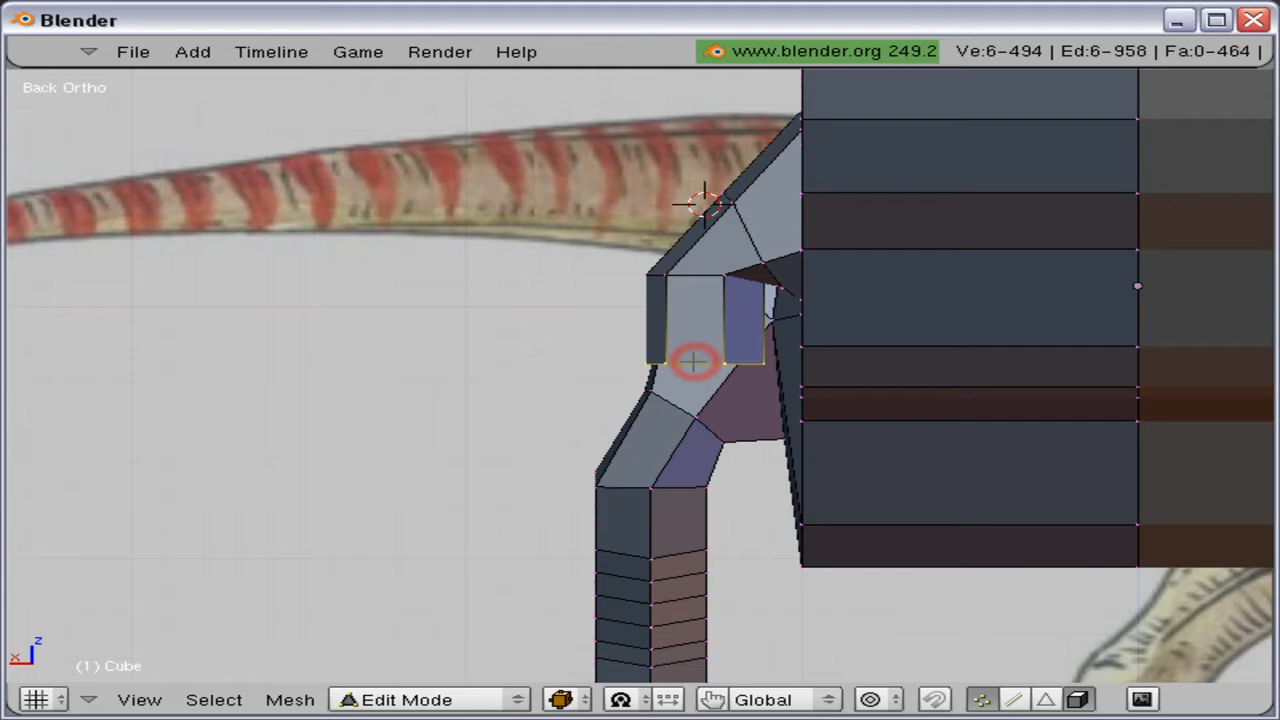 Blender
File Add Timeline Game Render Help www.blender.org 249.2 Ve:6-494 | Ed:6-958 | Fa:0-464 |
Back Ortho
z
x
(1) Cube
View Select Mesh Edit Mode Global